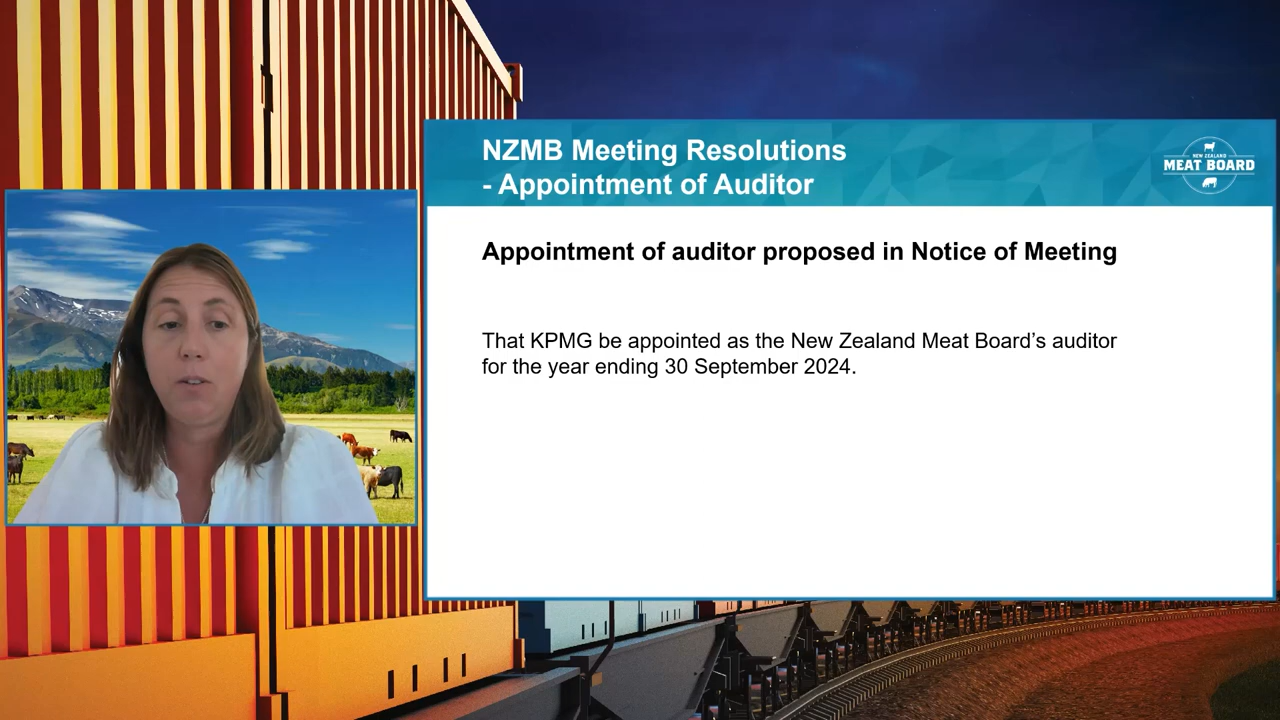 NZMB Meeting Resolutions
- Appointment of Auditor
NEW ZEALAND
MEAT BOARD
Appointment of auditor proposed in Notice of Meeting
That KPMG be appointed as the New Zealand Meat Board’s auditor
for the year ending 30 September 2024.